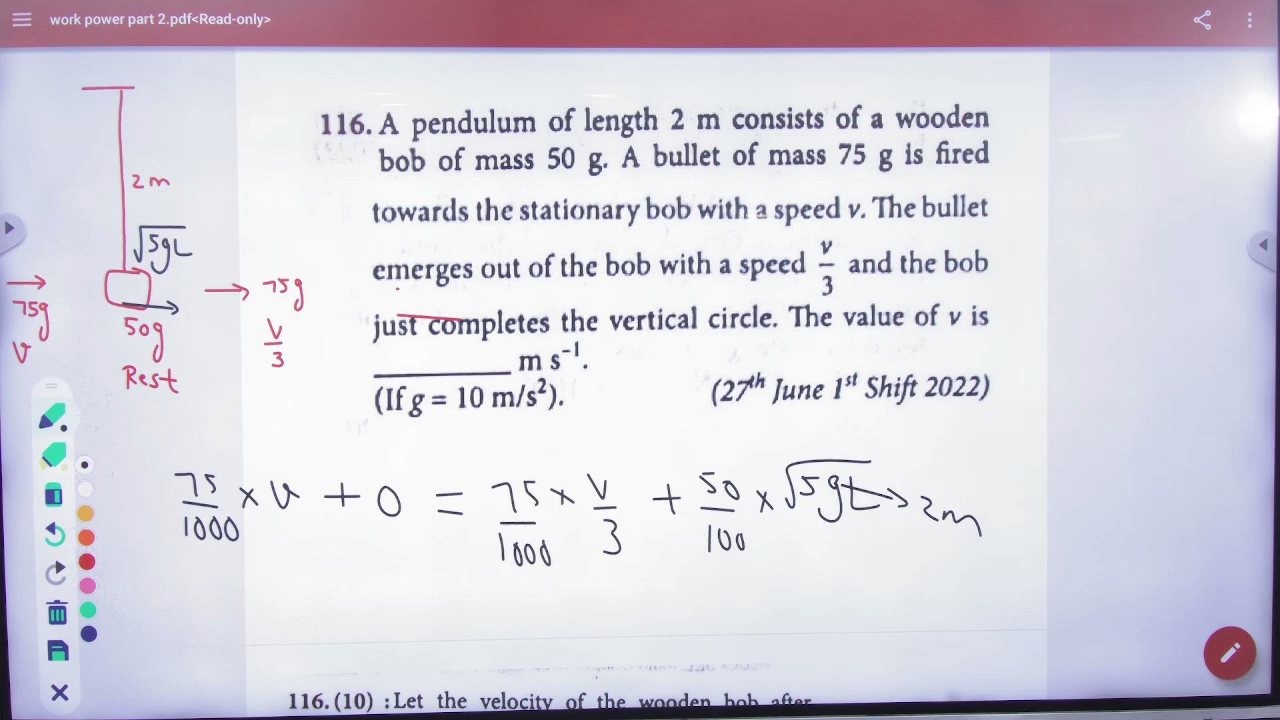 work power part 2.pdf<Read-only>
116. A pendulum of length 2 m consists of a wooden
bob of mass 50 g. A bullet of mass 75 g is fired
towards the stationary bob with a speed v. The bullet
emerges out of the bob with a speed v/3 and the bob
just completes the vertical circle. The value of v is
__________ m s⁻¹.
(If g = 10 m/s²).
(27th June 1st Shift 2022)
2m
√5gL
75g
v
50g
Rest
75g
v/3
75/1000 × v + 0 = 75/1000 × v/3 + 50/100 × √5gL → 2m
116. (10) : Let the velocity of the wooden bob after